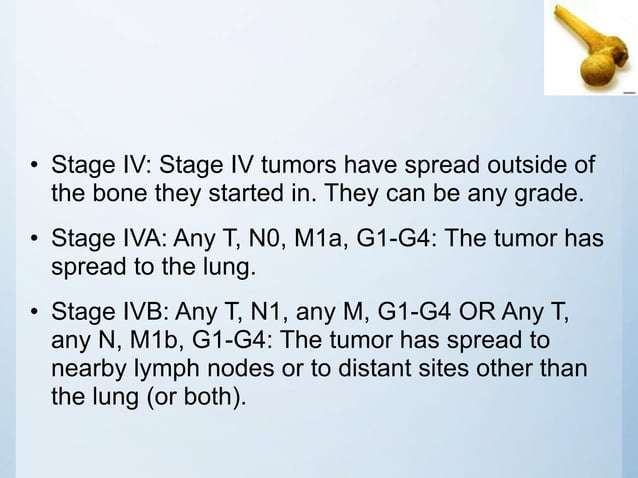 • Stage IV: Stage IV tumors have spread outside of
the bone they started in. They can be any grade.
• Stage IVA: Any T, N0, M1a, G1-G4: The tumor has
spread to the lung.
• Stage IVB: Any T, N1, any M, G1-G4 OR Any T,
any N, M1b, G1-G4: The tumor has spread to
nearby lymph nodes or to distant sites other than
the lung (or both).